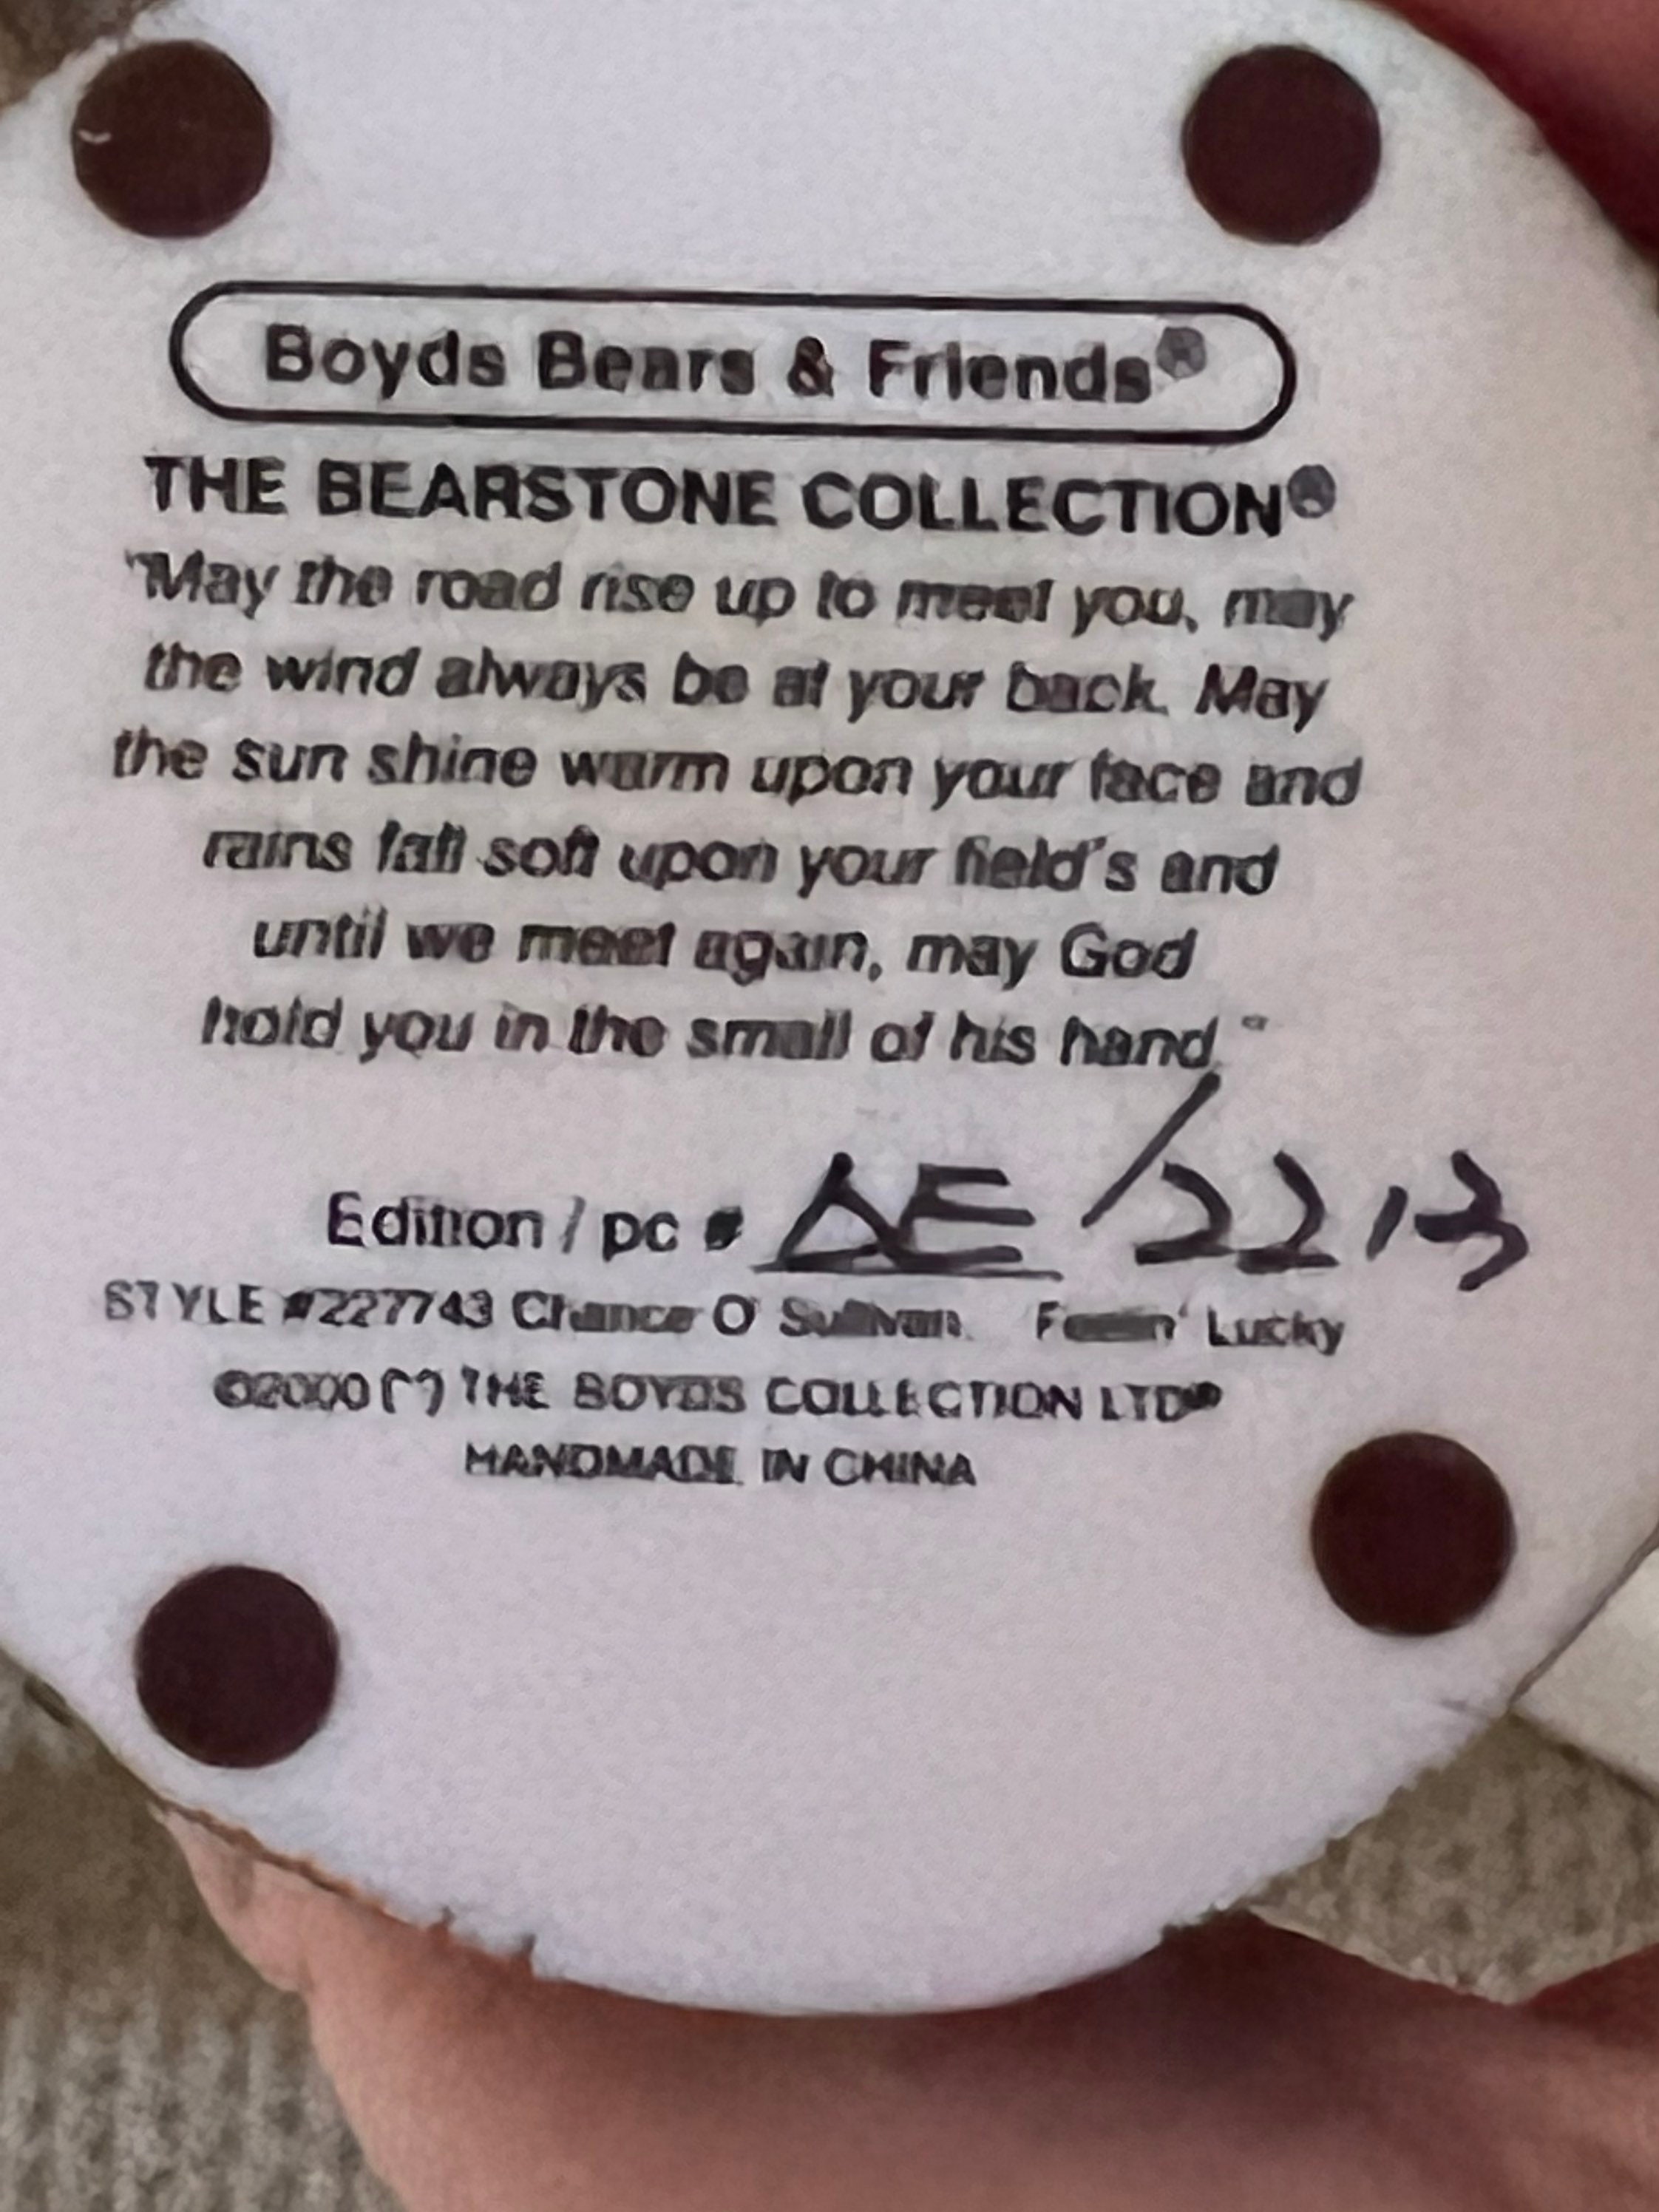 Boyds Bears & Friends®
THE BEARSTONE COLLECTION®
"May the road rise up to meet you, may
the wind always be at your back. May
the sun shine warm upon your face and
rains fall soft upon your field's and
until we meet again, may God
hold you in the small of his hand."
Edition / pc # ΔE/2213
STYLE #227743 Chance O' Sullivan. Feelin' Lucky
©2000 THE BOYDS COLLECTION LTD®
HANDMADE IN CHINA